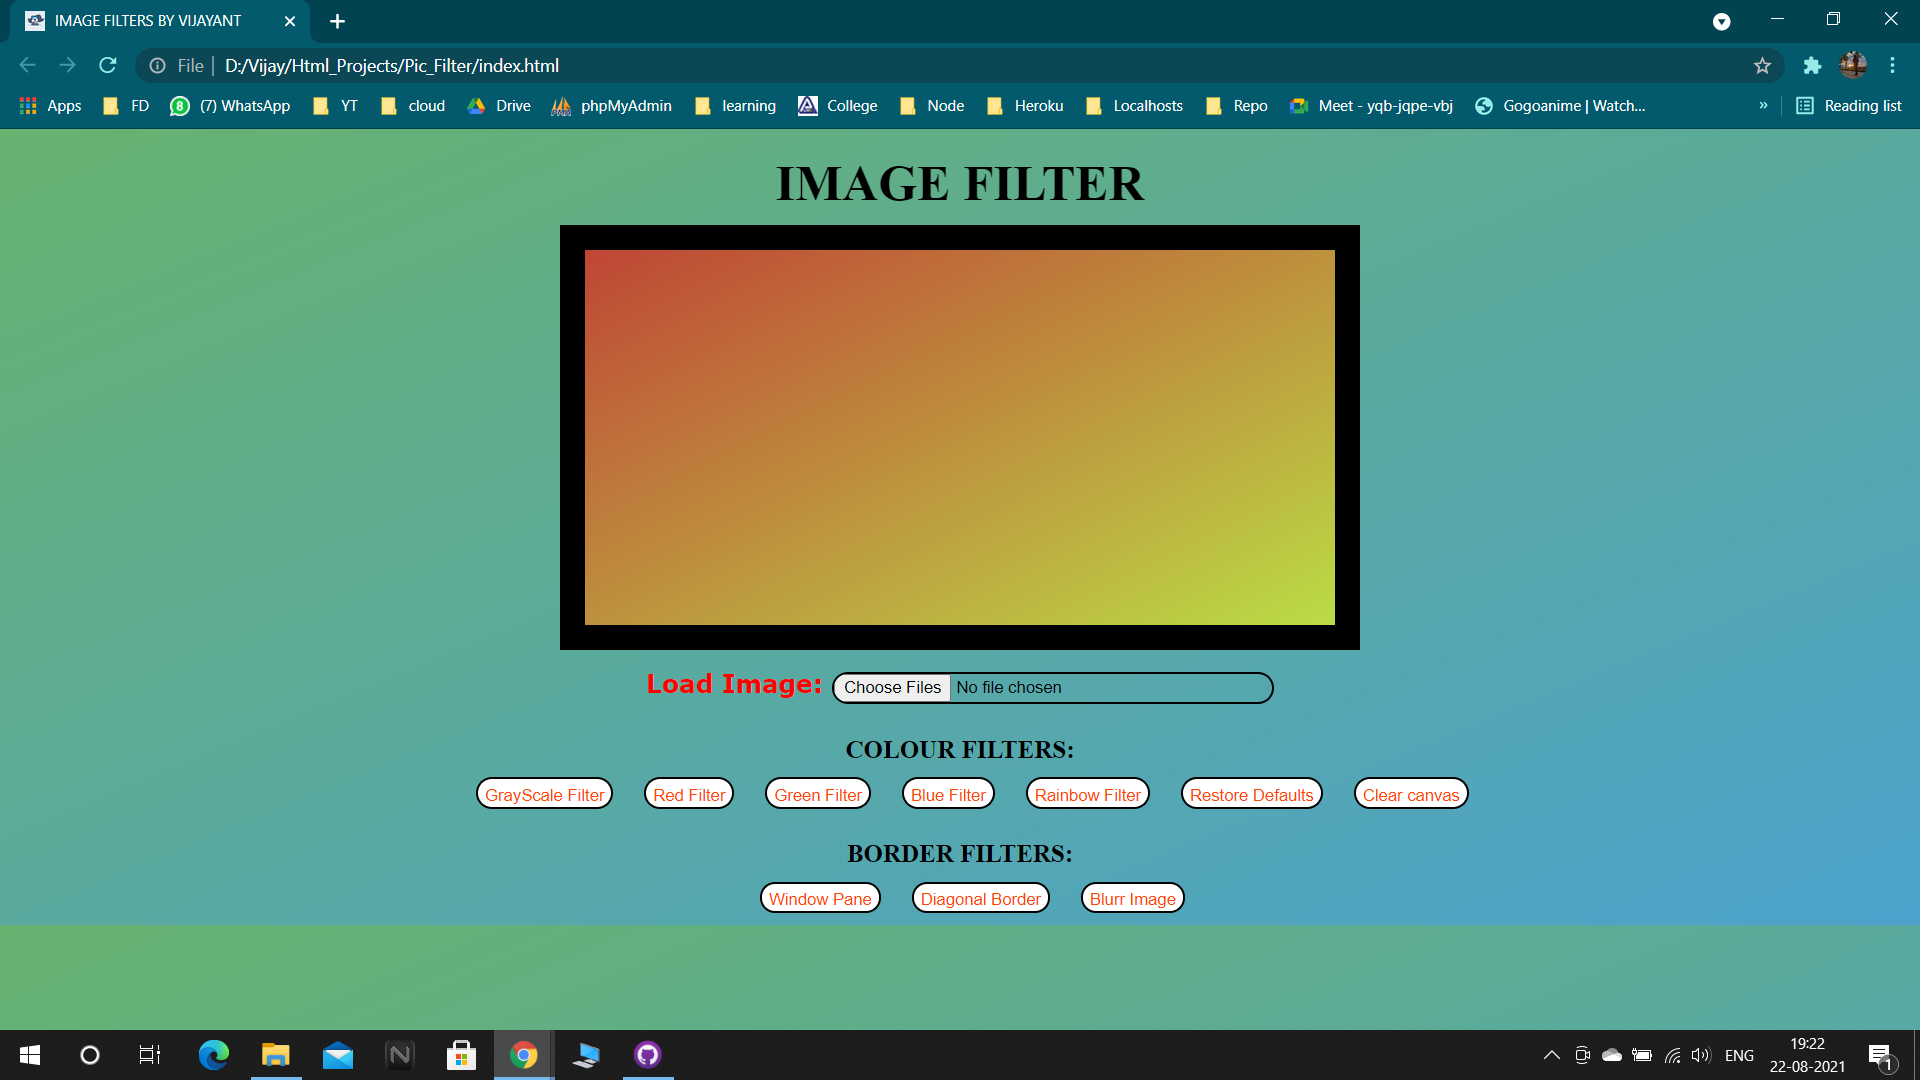 IMAGE FILTERS BY VIJAYANT
File | D:/Vijay/Html_Projects/Pic_Filter/index.html
Apps FD (7) WhatsApp YT cloud Drive phpMyAdmin learning College Node Heroku Localhosts Repo Meet - yqb-jqpe-vbj Gogoanime | Watch... » Reading list
IMAGE FILTER
Load Image: Choose Files No file chosen
COLOUR FILTERS:
GrayScale Filter Red Filter Green Filter Blue Filter Rainbow Filter Restore Defaults Clear canvas
BORDER FILTERS:
Window Pane Diagonal Border Blurr Image
ENG
19:22
22-08-2021
1